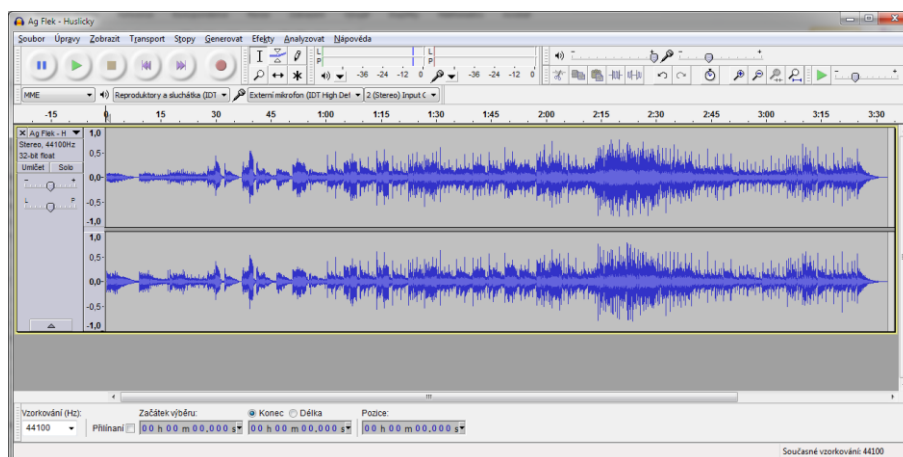 Ag Flek - Huslicky
Soubor Úpravy Zobrazit Transport Stopy Generovat Efekty Analyzovat Nápověda
L
P
-36 -24 -12 0
L
P
-36 -24 -12 0
MME Reproduktory a sluchátka (IDT Externí mikrofon (IDT High Def 2 (Stereo) Input C
-15 0 15 30 45 1:00 1:15 1:30 1:45 2:00 2:15 2:30 2:45 3:00 3:15 3:30
Ag Flek - H
Stereo, 44100Hz
32-bit float
Umlčet Solo
- +
L P
1,0
0,5-
0,0-
-0,5-
-1,0
1,0
0,5-
0,0-
-0,5-
-1,0
Vzorkování (Hz): Začátek výběru: Konec Délka Pozice:
44100 Přilínaní 00 h 00 m 00,000 s 00 h 00 m 00,000 s 00 h 00 m 00,000 s
Současné vzorkování: 44100